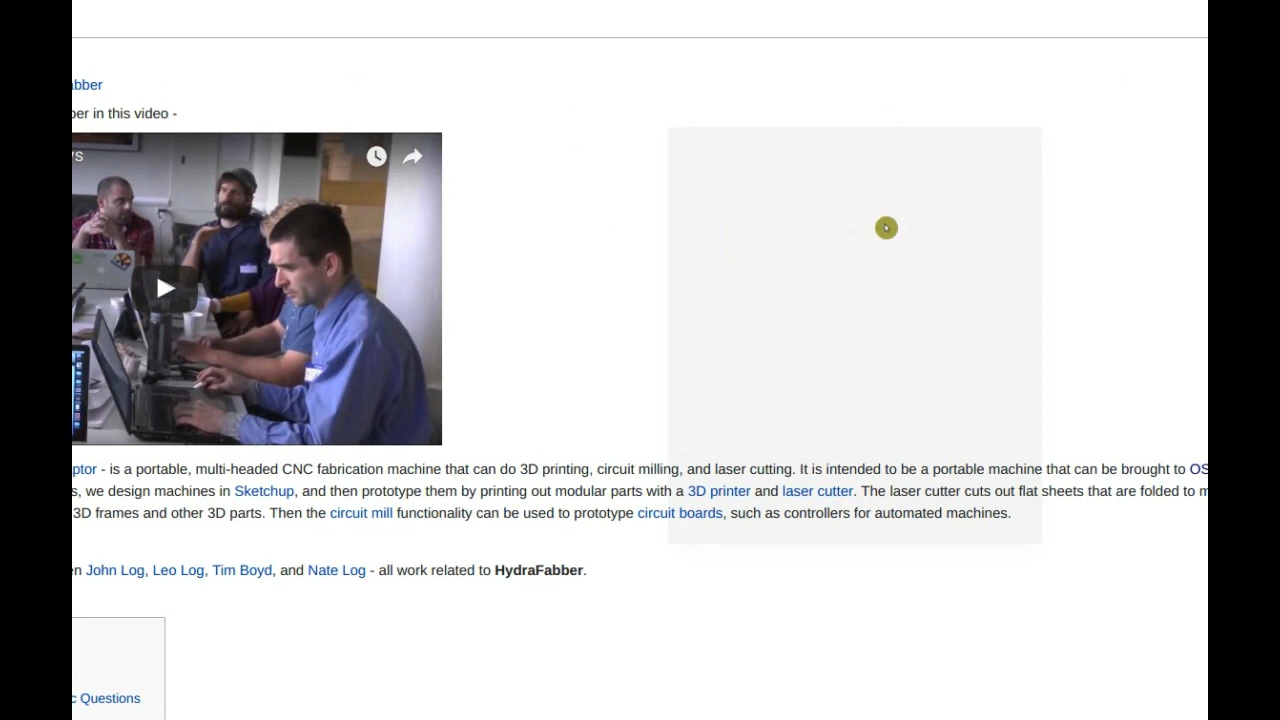 abber
ber in this video -
ys
ptor - is a portable, multi-headed CNC fabrication machine that can do 3D printing, circuit milling, and laser cutting. It is intended to be a portable machine that can be brought to OS
s, we design machines in Sketchup, and then prototype them by printing out modular parts with a 3D printer and laser cutter. The laser cutter cuts out flat sheets that are folded to m
3D frames and other 3D parts. Then the circuit mill functionality can be used to prototype circuit boards, such as controllers for automated machines.
en John Log, Leo Log, Tim Boyd, and Nate Log - all work related to HydraFabber.
c Questions